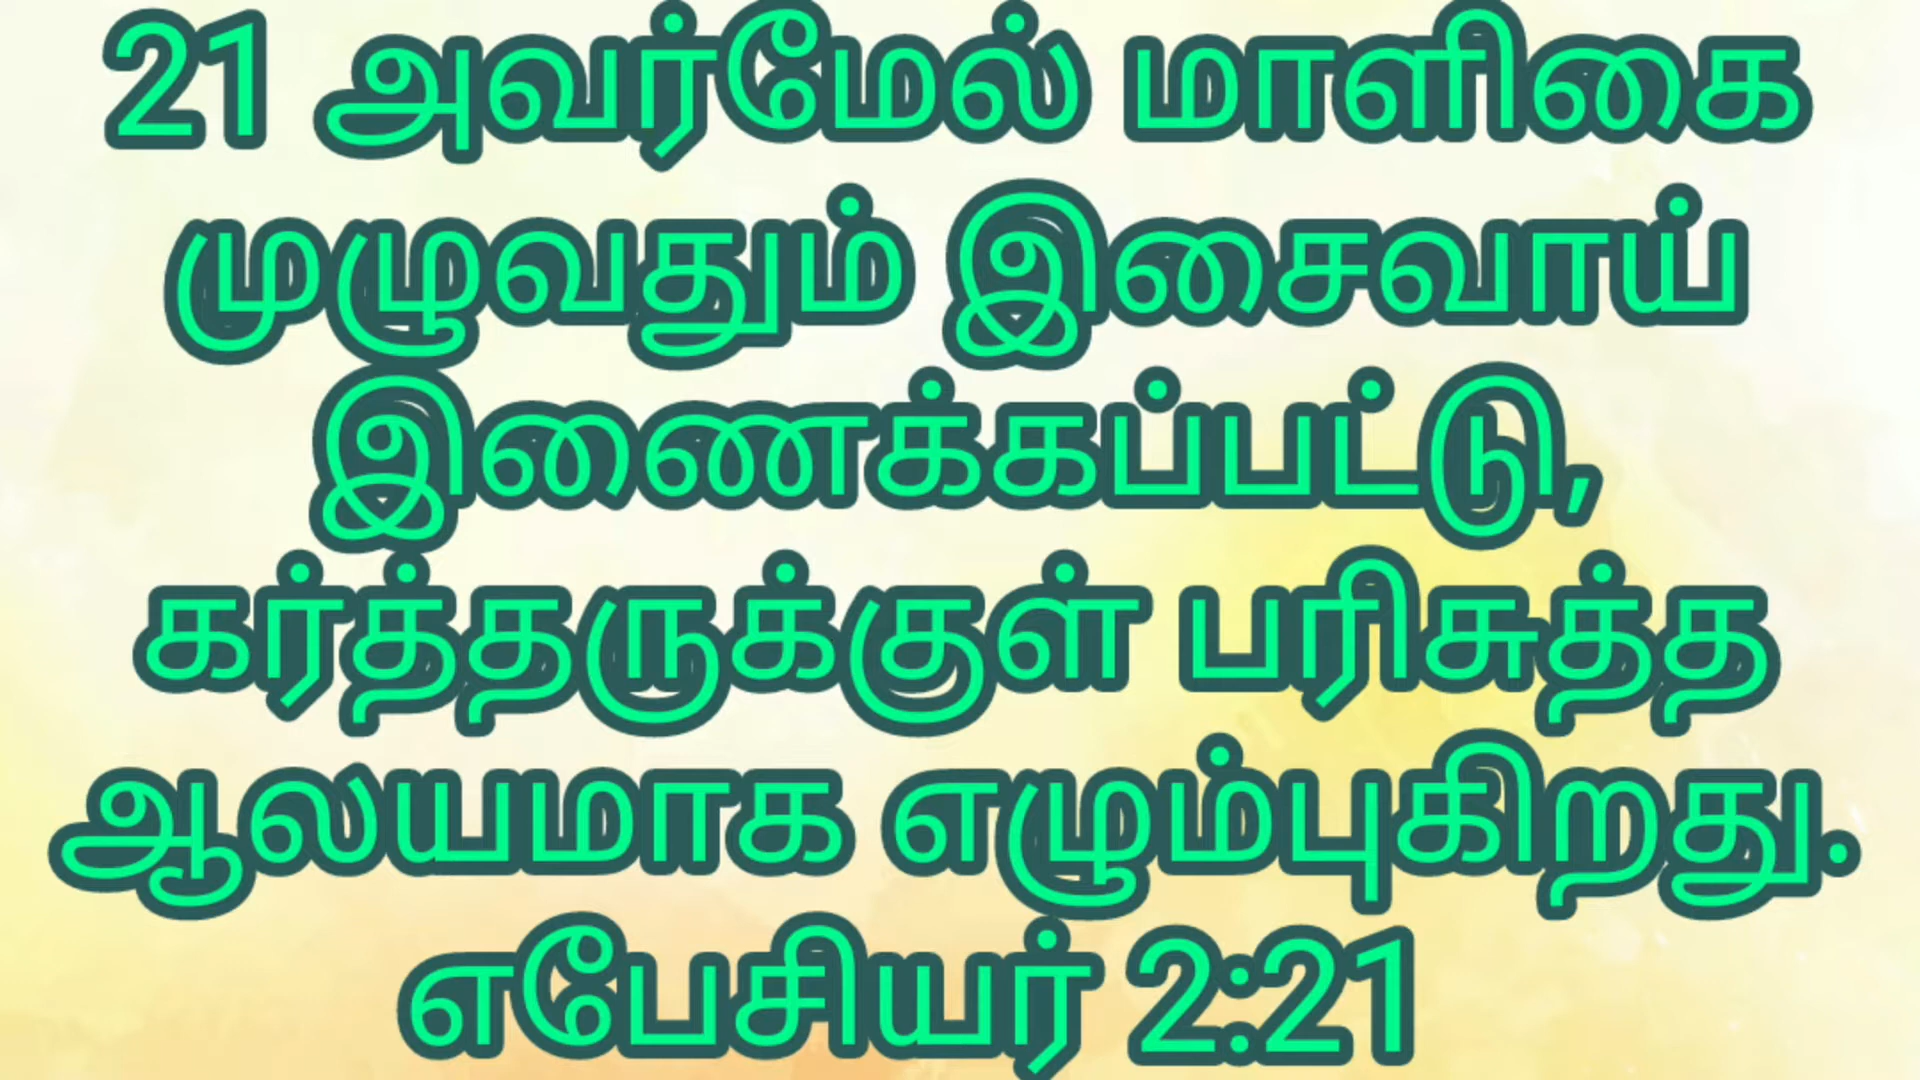 21 அவர்மேல் மாளிகை
முழுவதும் இசைவாய்
இணைக்கப்பட்டு,
கர்த்தருக்குள் பரிசுத்த
ஆலயமாக எழும்புகிறது.
எபேசியர் 2:21